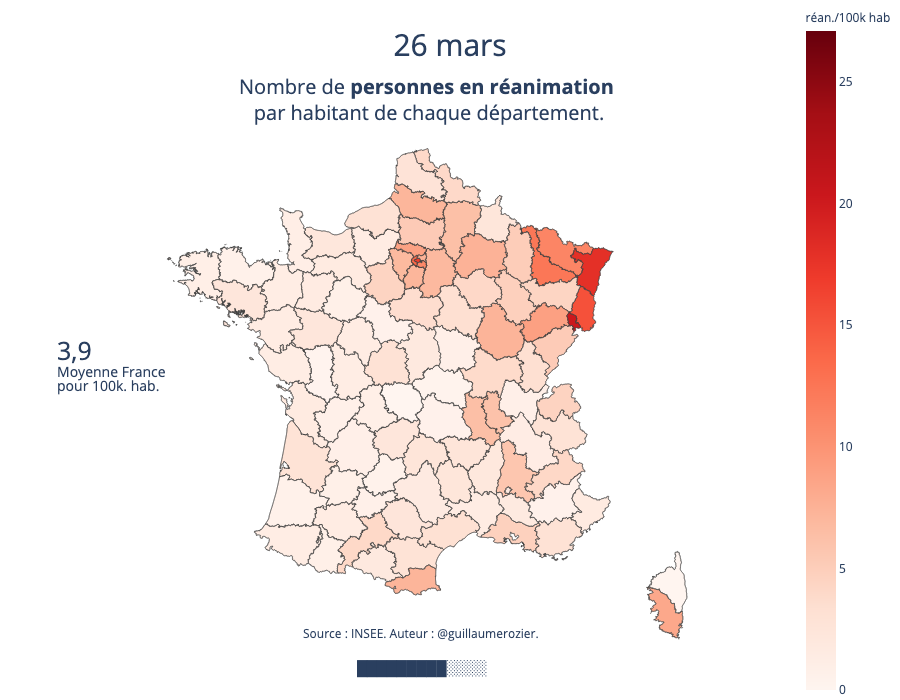 réan./100k hab
26 mars
Nombre de personnes en réanimation
par habitant de chaque département.
25
20
15
10
5
0
3,9
Moyenne France
pour 100k. hab.
Source : INSEE. Auteur : @guillaumerozier.